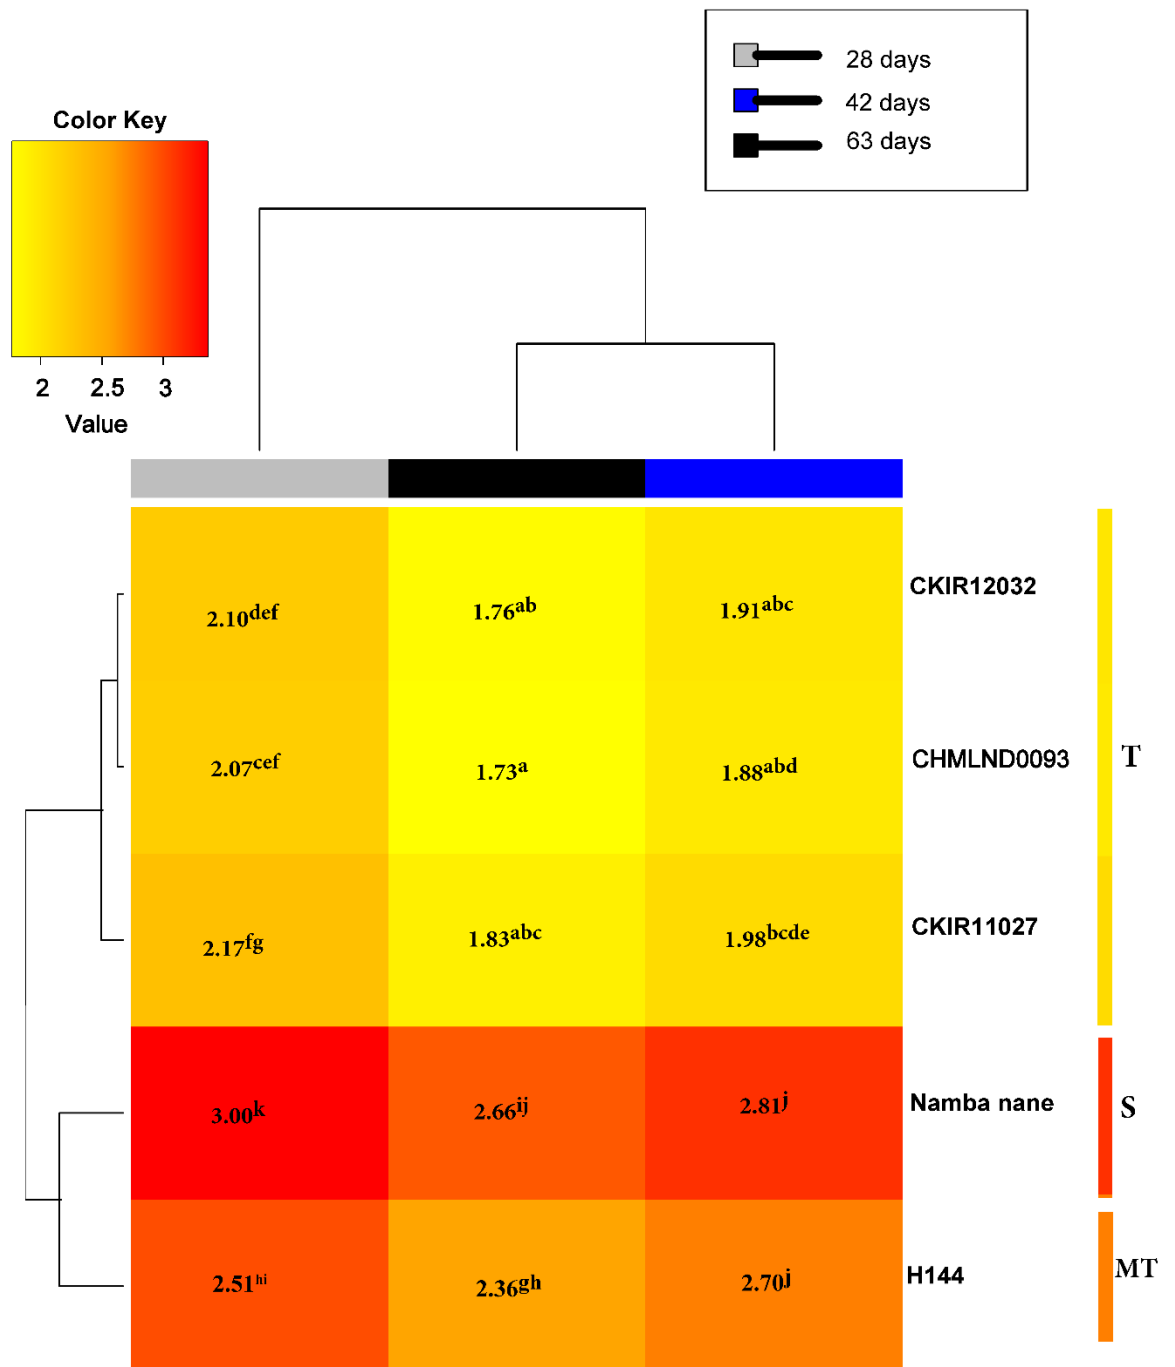 28 days
42 days
63 days
Color Key
2 2.5 3
Value
2.10def 1.76ab 1.91abc CKIR12032
2.07cef 1.73a 1.88abd CHMLND0093 T
2.17fg 1.83abc 1.98bcde CKIR11027
3.00k 2.66ij 2.81j Namba nane S
2.51hi 2.36gh 2.70j H144 MT